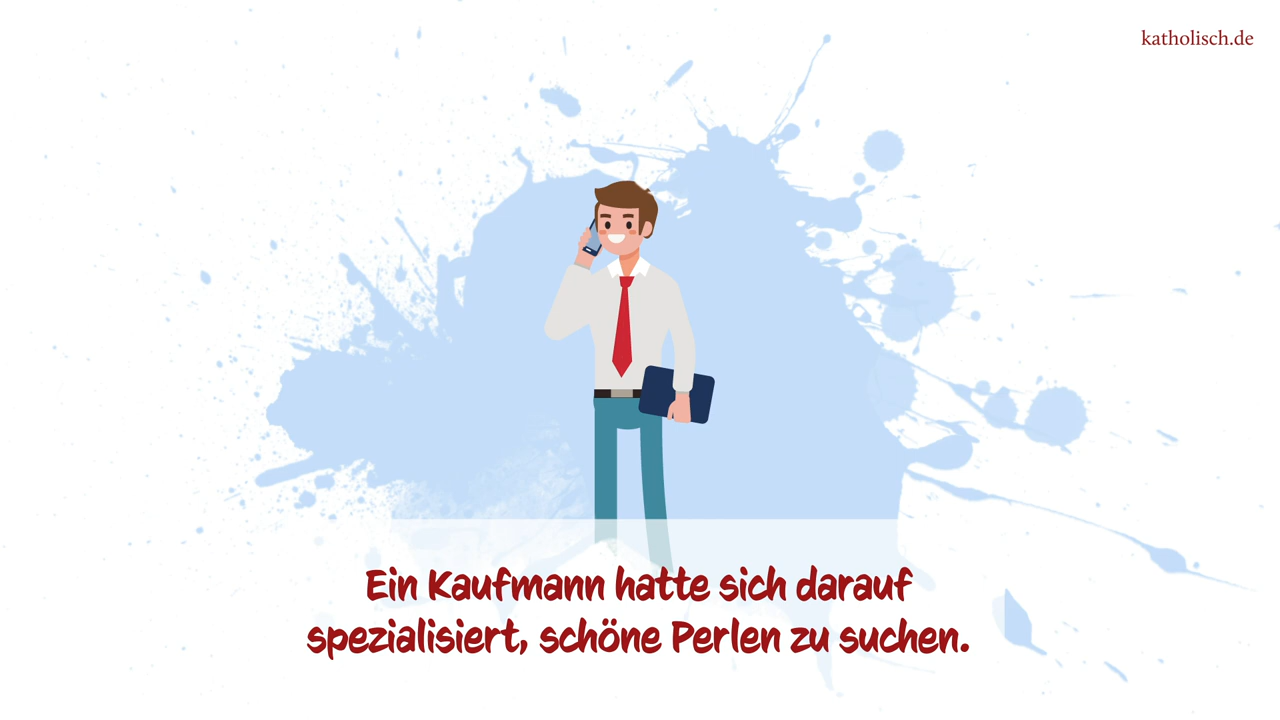 katholisch.de
Ein Kaufmann hatte sich darauf
spezialisiert, schöne Perlen zu suchen.